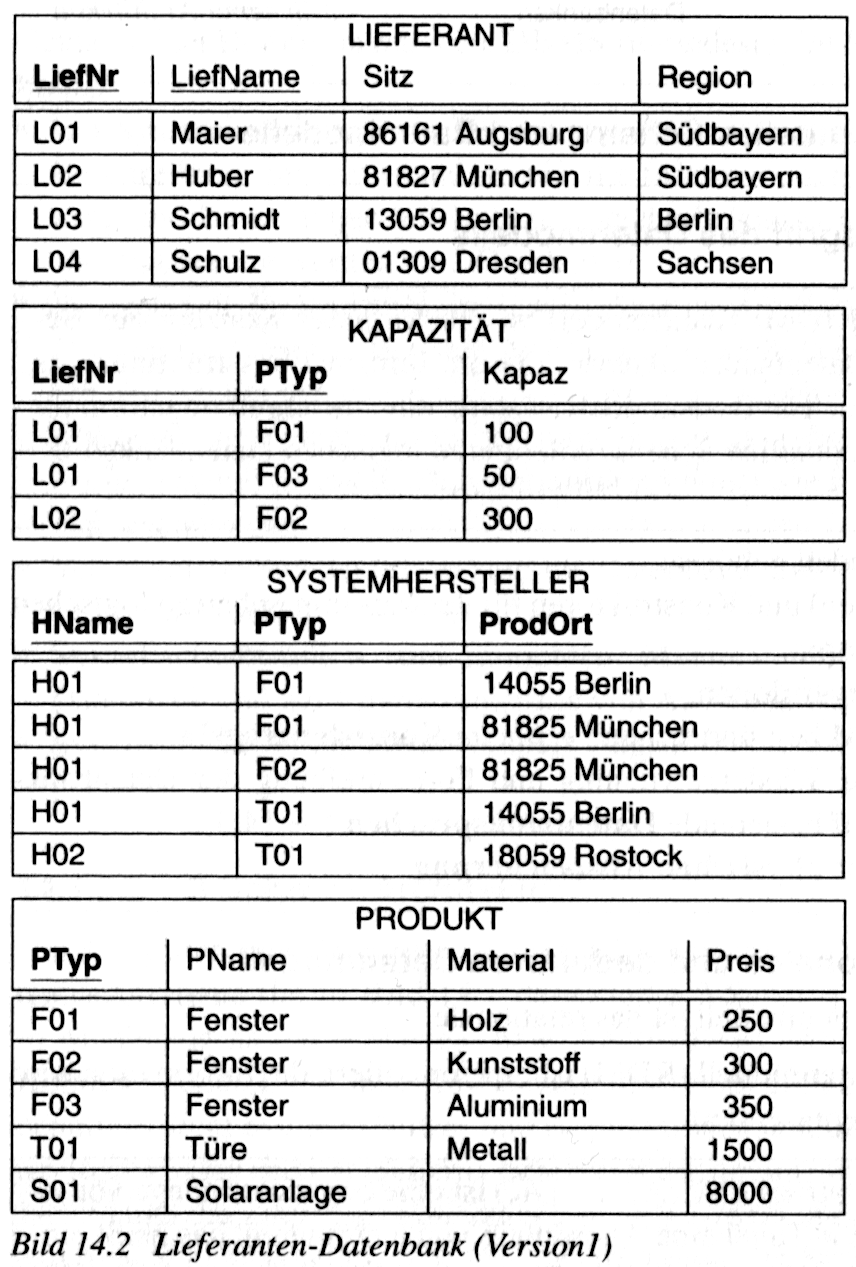 LIEFERANT
LiefNr LiefName Sitz Region
L01 Maier 86161 Augsburg Südbayern
L02 Huber 81827 München Südbayern
L03 Schmidt 13059 Berlin Berlin
L04 Schulz 01309 Dresden Sachsen
KAPAZITÄT
LiefNr PTyp Kapaz
L01 F01 100
L01 F03 50
L02 F02 300
SYSTEMHERSTELLER
HName PTyp ProdOrt
H01 F01 14055 Berlin
H01 F01 81825 München
H01 F02 81825 München
H01 T01 14055 Berlin
H02 T01 18059 Rostock
PRODUKT
PTyp PName Material Preis
F01 Fenster Holz 250
F02 Fenster Kunststoff 300
F03 Fenster Aluminium 350
T01 Türe Metall 1500
S01 Solaranlage 8000
Bild 14.2 Lieferanten-Datenbank (Version1)